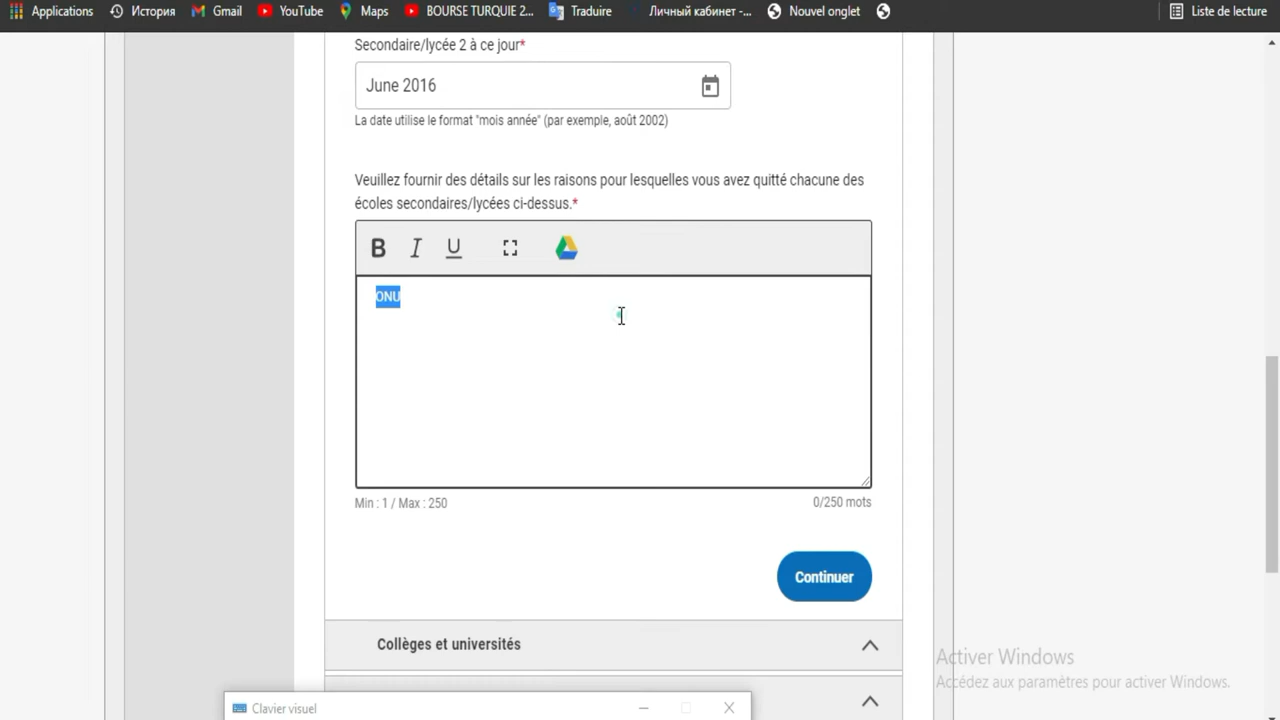 Applications История Gmail YouTube Maps BOURSE TURQUIE 2... Traduire Личный кабинет -... Nouvel onglet Liste de lecture
Secondaire/lycée 2 à ce jour*
June 2016
La date utilise le format "mois année" (par exemple, août 2002)
Veuillez fournir des détails sur les raisons pour lesquelles vous avez quitté chacune des
écoles secondaires/lycées ci-dessus.*
B I U
ONU
Min : 1 / Max : 250 0/250 mots
Continuer
Collèges et universités
Activer Windows
Accédez aux paramètres pour activer Windows.
Clavier visuel